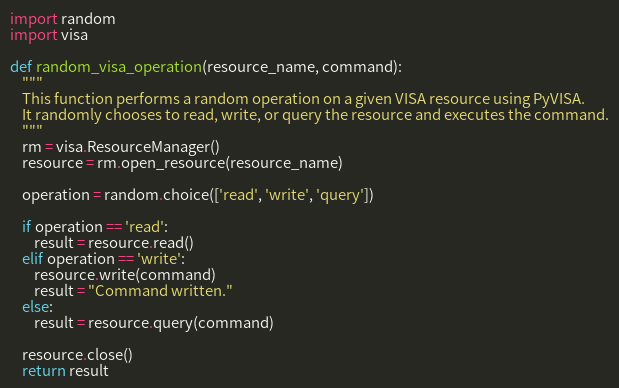 import random
import visa

def random_visa_operation(resource_name, command):
    """
    This function performs a random operation on a given VISA resource using PyVISA.
    It randomly chooses to read, write, or query the resource and executes the command.
    """
    rm = visa.ResourceManager()
    resource = rm.open_resource(resource_name)

    operation = random.choice(['read', 'write', 'query'])

    if operation == 'read':
        result = resource.read()
    elif operation == 'write':
        resource.write(command)
        result = "Command written."
    else:
        result = resource.query(command)

    resource.close()
    return result